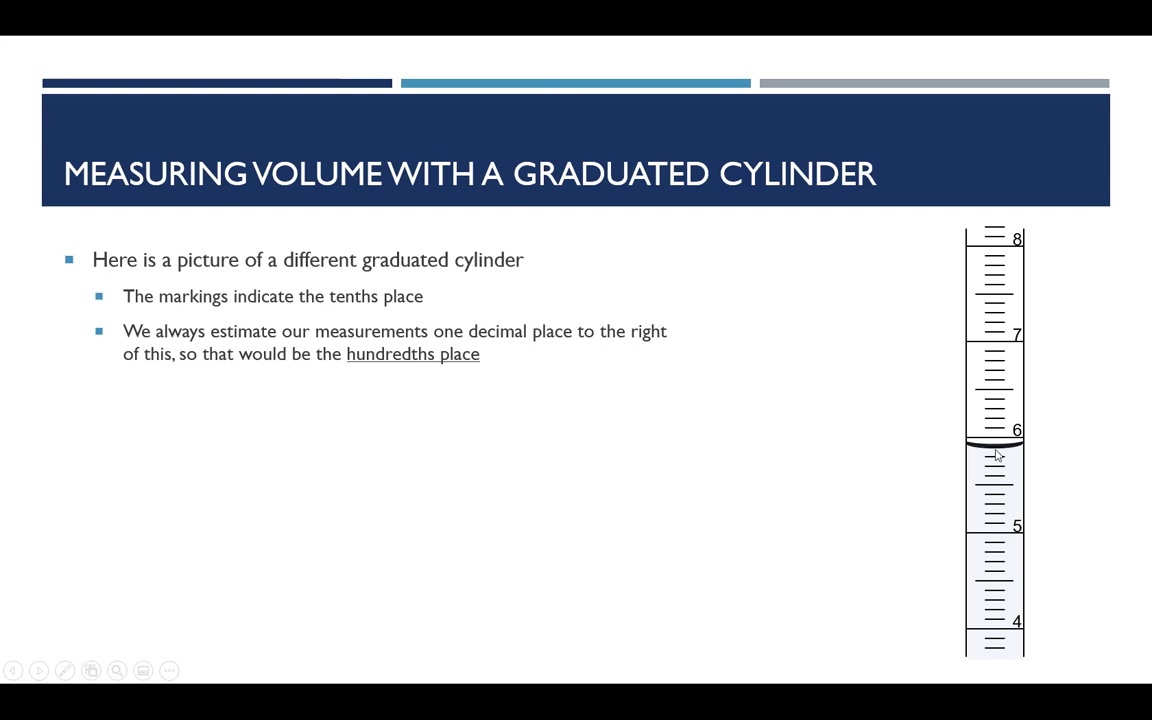 MEASURING VOLUME WITH A GRADUATED CYLINDER
Here is a picture of a different graduated cylinder
The markings indicate the tenths place
We always estimate our measurements one decimal place to the right
of this, so that would be the hundredths place
8
7
6
5
4